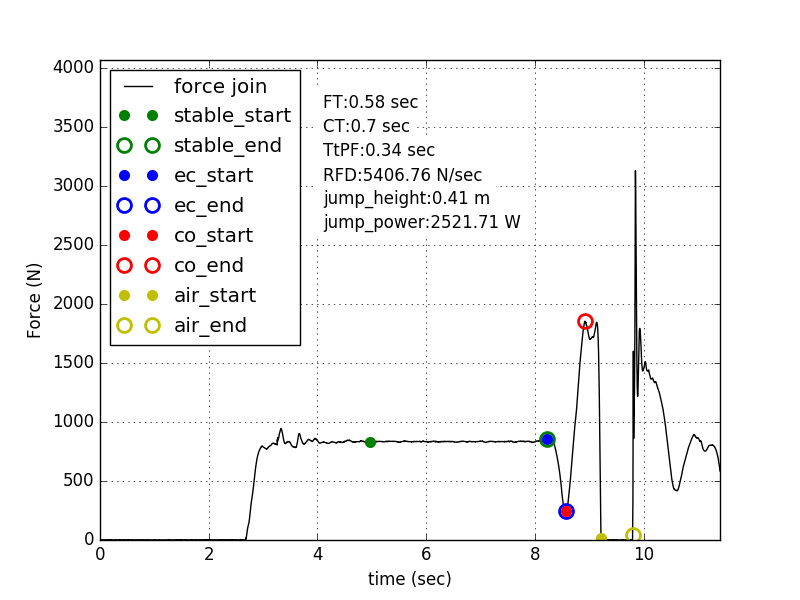 4000
3500
3000
2500
2000
1500
1000
500
0
Force (N)
force join
stable_start
stable_end
ec_start
ec_end
co_start
co_end
air_start
air_end
FT:0.58 sec
CT:0.7 sec
TtPF:0.34 sec
RFD:5406.76 N/sec
jump_height:0.41 m
jump_power:2521.71 W
0 2 4 6 8 10
time (sec)